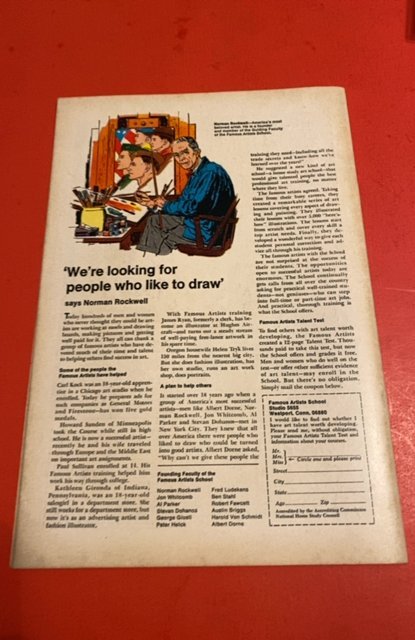 Norman Rockwell—America's most
beloved artist. He is a founder
and member of the Guiding Faculty
of the Famous Artists School.
'We're looking for
people who like to draw'
says Norman Rockwell
Today hundreds of men and women
who never thought they could be art-
ists are working at easels and drawing
boards, making pictures and getting
well paid for it. They all owe thanks to a
group of famous artists who have de-
voted much of their time and talent
to helping others find success in art.
Some of the people the
Famous Artists have helped
Carl Kock was an 18-year-old appren-
tice in a Chicago art studio when he
enrolled. Today he prepares ads for
such companies as General Motors
and Firestone—has won five gold
medals.
Howard Sanden of Minneapolis
took the Course while still in high
school. He is now a successful artist—
recently he and his wife traveled
through Europe and the Middle East
on important art assignments.
Paul Sullivan enrolled at 14. His
Famous Artists training helped him
work his way through college.
Kathleen Gironda of Indiana,
Pennsylvania, was an 18-year-old
salesgirl in a department store. She
still works for a department store, but
now it's as an advertising artist and
fashion illustrator.
With Famous Artists training
James Ryan, formerly a clerk, has be-
come an illustrator at Hughes Air-
craft—and turns out a steady stream
of well-paying free-lance artwork in
his spare time.
Oregon housewife Helen Tryk lives
150 miles from the nearest big city.
But she does fashion illustration, has
her own studio, runs an art work
shop, does portraits.
A plan to help others
It started over 18 years ago when a
group of America's most successful
artists—men like Albert Dorne, Nor-
man Rockwell, Jon Whitcomb, Al
Parker and Stevan Dohanos—met in
New York City. They knew that all
over America there were people who
liked to draw who could be turned
into good artists. Albert Dorne asked,
"Why can't we give these people the
Founding Faculty of the
Famous Artists School
Norman Rockwell
Jon Whitcomb
Al Parker
Stevan Dohanos
George Giusti
Peter Helck
Fred Ludekens
Ben Stahl
Robert Fawcett
Austin Briggs
Harold Von Schmidt
Albert Dorne
training they need—including all the
trade secrets and know-how we've
learned over the years?"
He suggested a new kind of art
school—a home study art school—that
would give talented people the best
professional art training, no matter
where they live.
The famous artists agreed. Taking
time from their busy careers, they
created a remarkable series of art
lessons covering every aspect of draw-
ing and painting. They illustrated
their lessons with over 5,000 "how's-
how" illustrations. The lessons start
from scratch and cover every skill a
top artist needs. Finally, they de-
veloped a wonderful way to give each
student personal correction and ad-
vice all through his training.
The famous artists with the School
are not surprised at the success of
their students. The opportunities
open to successful artists today are
enormous. The School continually
gets calls from all over the country
asking for practical well-trained stu-
dents—not geniuses—who can step
into full-time or part-time art jobs.
And practical, thorough training is
what the School offers.
Famous Artists Talent Test
To find others with art talent worth
developing, the Famous Artists
created a 12-page Talent Test. Thou-
sands paid to take this test, but now
the School offers and grades it free.
Men and women who do well on the
test—or offer other sufficient evidence
of art talent—may enroll in the
School. But there's no obligation.
Simply mail the coupon below.
Famous Artists School
Studio
Westport, Conn. 06880
I would like to find out whether I
have art talent worth developing.
Please send me, without obligation,
your Famous Artists Talent Test and
information about your courses.
Mr.
Mrs.
Miss
Circle one and please print
Street
City
State
Age Zip
Accredited by the Accrediting Commission
National Home Study Council